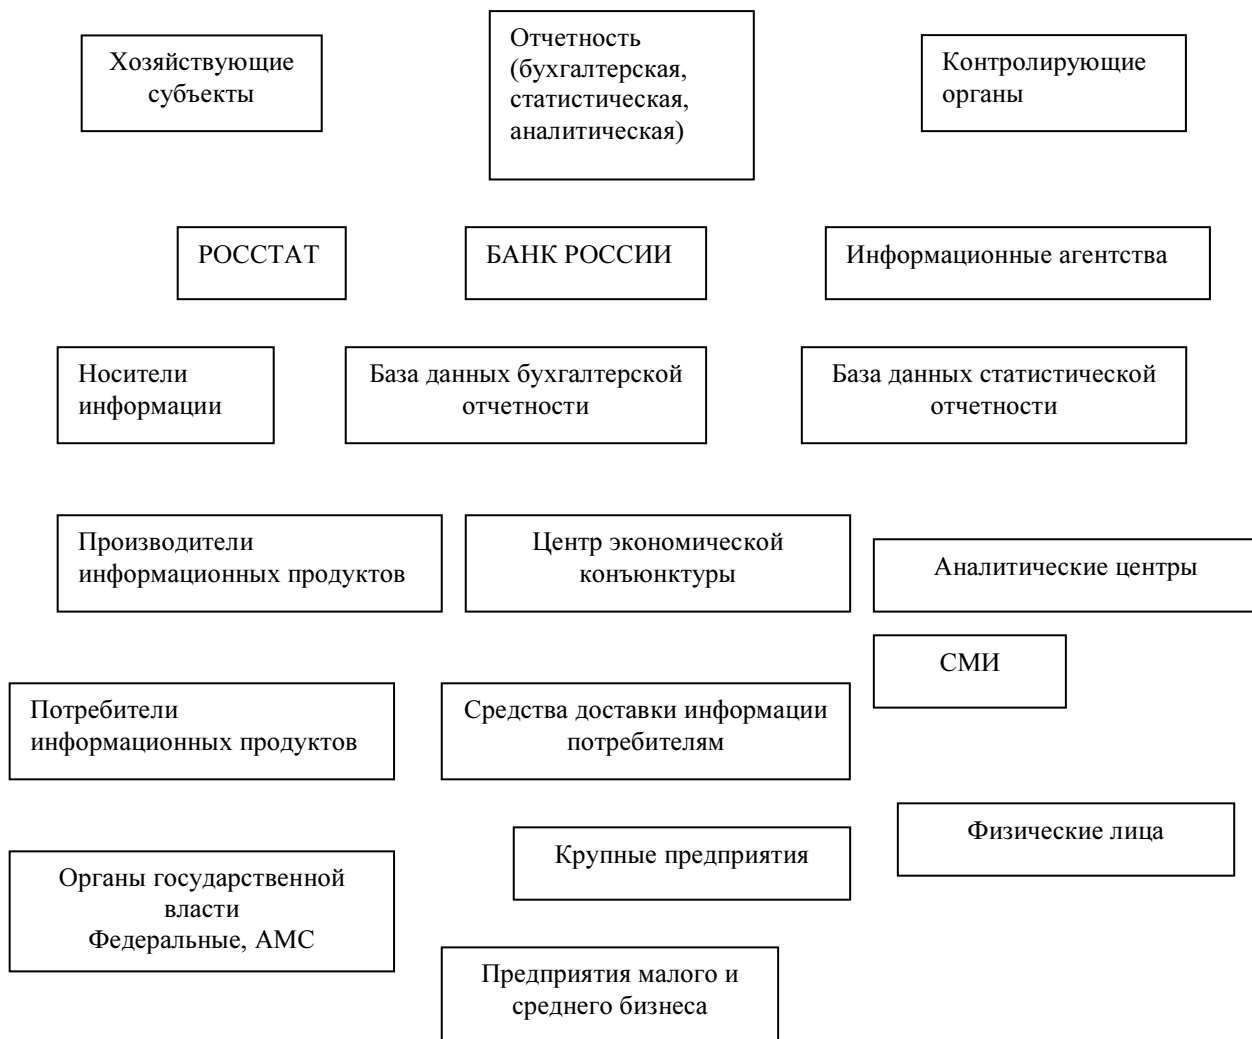 Хозяйствующие
субъекты
Отчетность
(бухгалтерская,
статистическая,
аналитическая)
Контролирующие
органы
РОССТАТ
БАНК РОССИИ
Информационные агентства
Носители
информации
База данных бухгалтерской
отчетности
База данных статистической
отчетности
Производители
информационных продуктов
Центр экономической
конъюнктуры
Аналитические центры
СМИ
Потребители
информационных продуктов
Средства доставки информации
потребителям
Физические лица
Крупные предприятия
Органы государственной
власти
Федеральные, АМС
Предприятия малого и
среднего бизнеса